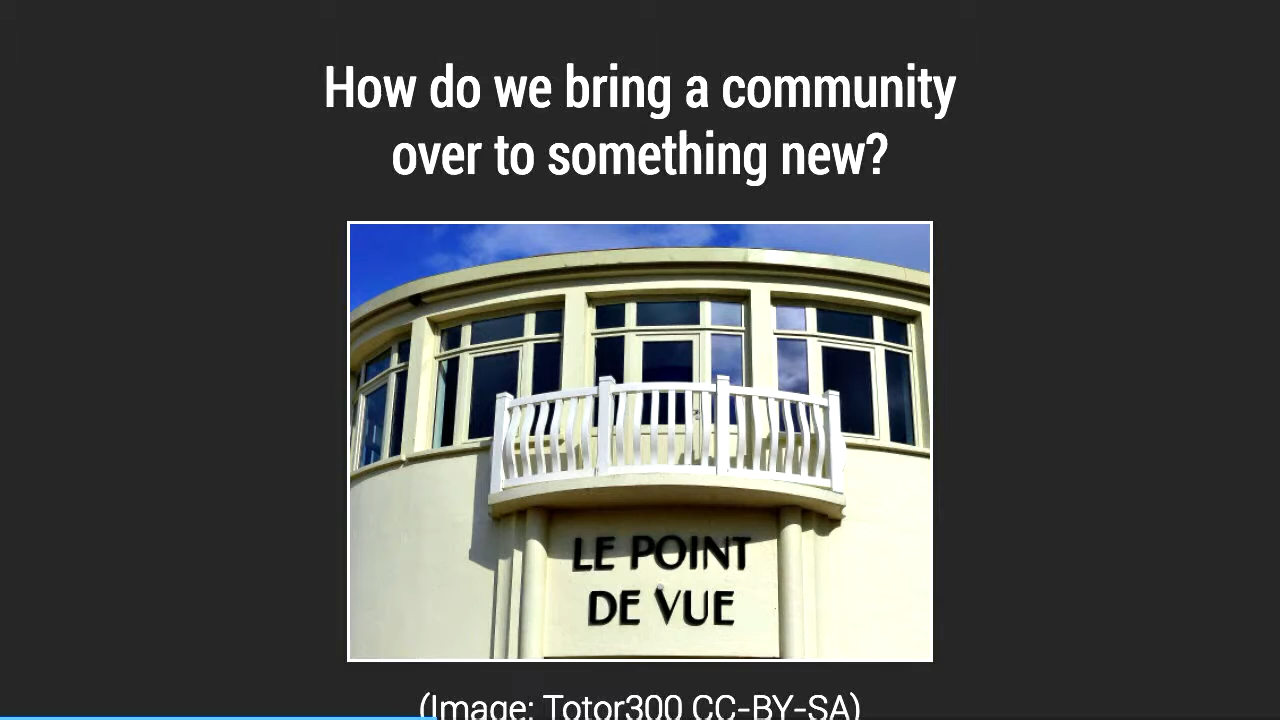 How do we bring a community
over to something new?
LE POINT
DE VUE
(Image: Totor300 CC-BY-SA)